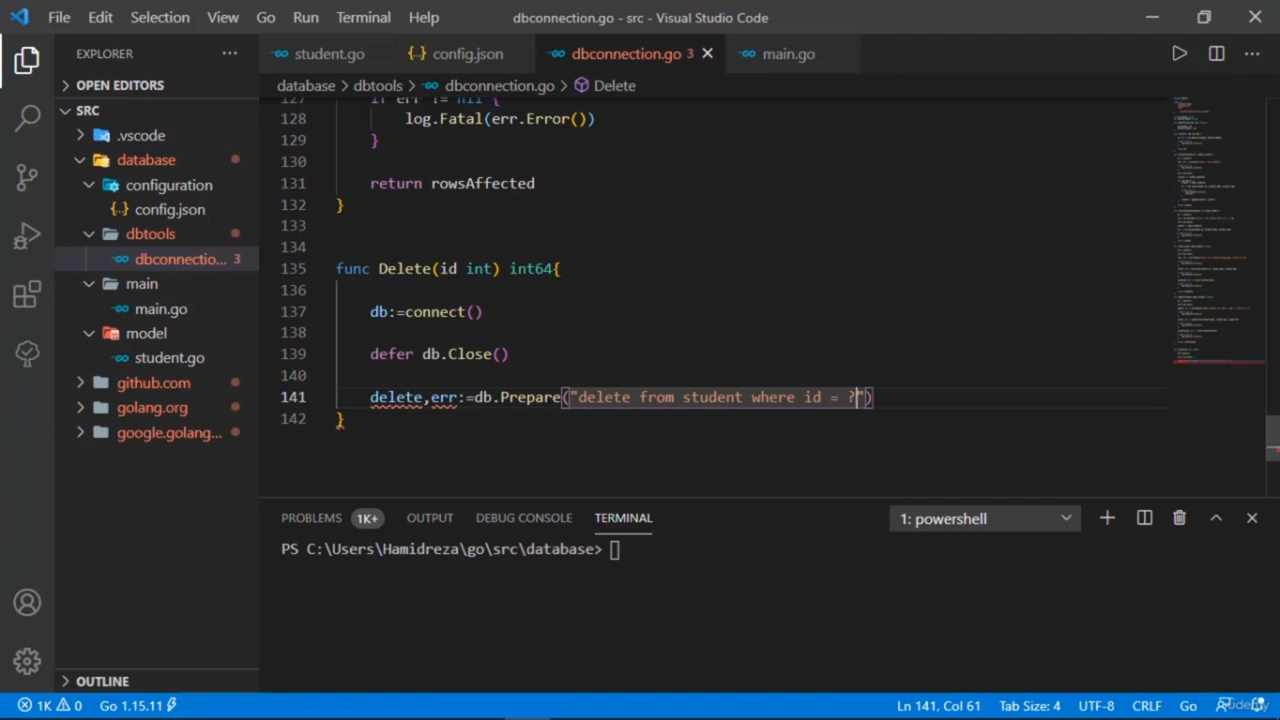 File Edit Selection View Go Run Terminal Help dbconnection.go - src - Visual Studio Code
EXPLORER
student.go config.json dbconnection.go 3 main.go
OPEN EDITORS
database dbtools dbconnection.go Delete
SRC
.vscode
database
configuration
config.json
dbtools
dbconnectio... 3
main
main.go
model
student.go
github.com
golang.org
google.golang...
OUTLINE
127 if err != nil {
128 log.Fatal(err.Error())
129 }
130
131 return rowsAffected
132 }
133
134
135 func Delete(id int) int64{
136
137 db:=connect()
138
139 defer db.Close()
140
141 delete,err:=db.Prepare("delete from student where id = ?")
142 }
PROBLEMS 1K+ OUTPUT DEBUG CONSOLE TERMINAL 1: powershell
PS C:\Users\Hamidreza\go\src\database>
1K 0 Go 1.15.11 Ln 141, Col 61 Tab Size: 4 UTF-8 CRLF Go